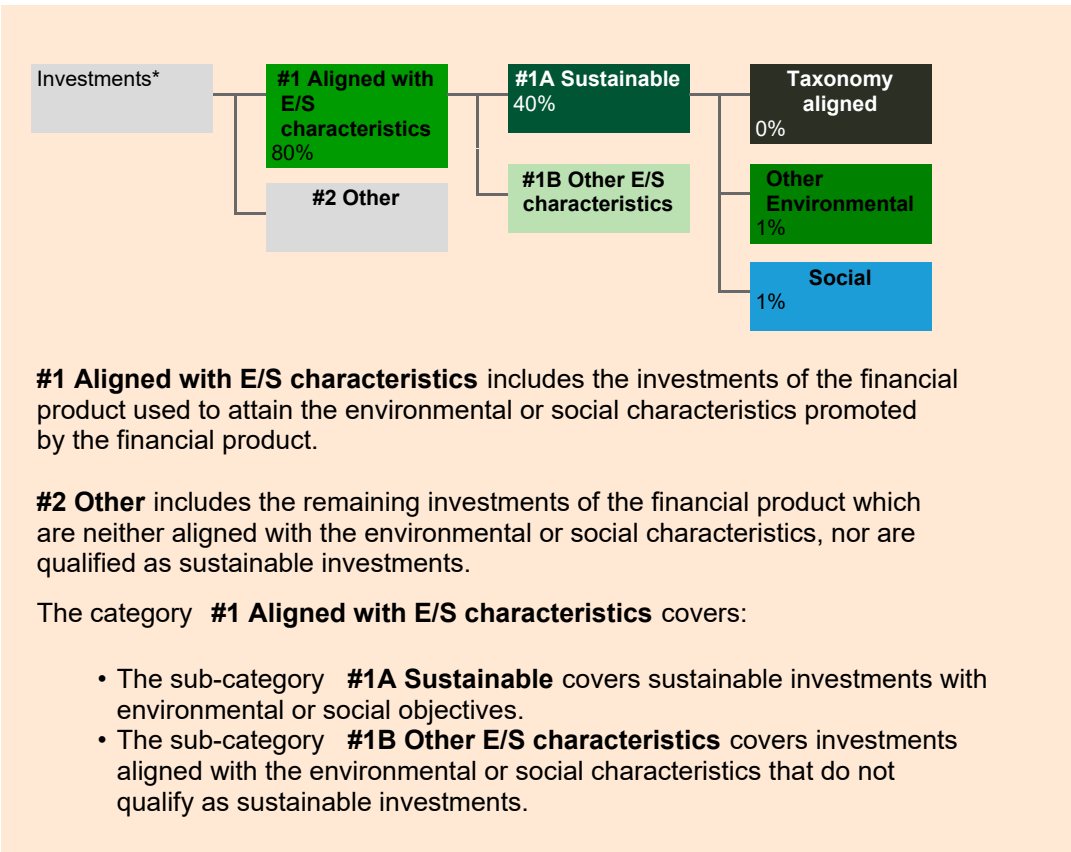 Investments*
#1 Aligned with
E/S
characteristics
80%
#2 Other
#1A Sustainable
40%
#1B Other E/S
characteristics
Taxonomy
aligned
0%
Other
Environmental
1%
Social
1%
#1 Aligned with E/S characteristics includes the investments of the financial
product used to attain the environmental or social characteristics promoted
by the financial product.
#2 Other includes the remaining investments of the financial product which
are neither aligned with the environmental or social characteristics, nor are
qualified as sustainable investments.
The category #1 Aligned with E/S characteristics covers:
• The sub-category #1A Sustainable covers sustainable investments with
environmental or social objectives.
• The sub-category #1B Other E/S characteristics covers investments
aligned with the environmental or social characteristics that do not
qualify as sustainable investments.